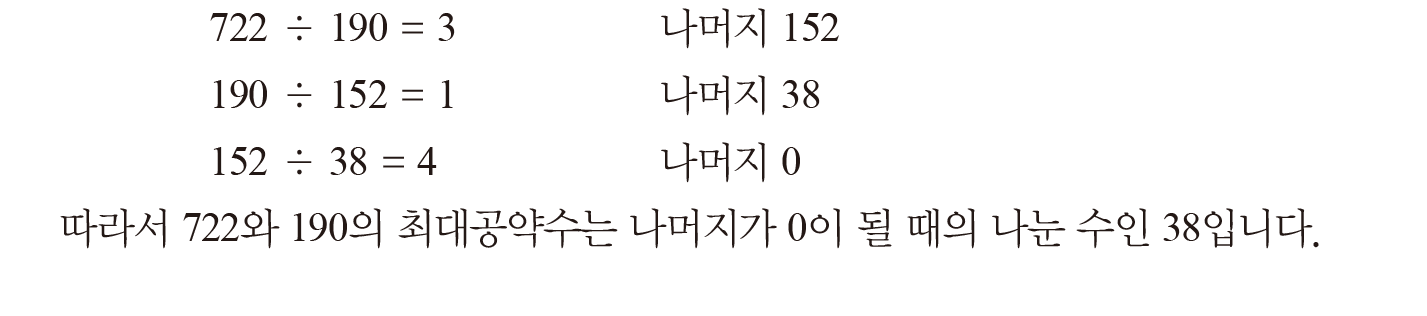 722 ÷ 190 = 3 나머지 152
190 ÷ 152 = 1 나머지 38
152 ÷ 38 = 4 나머지 0
따라서 722와 190의 최대공약수는 나머지가 0이 될 때의 나눈 수인 38입니다.